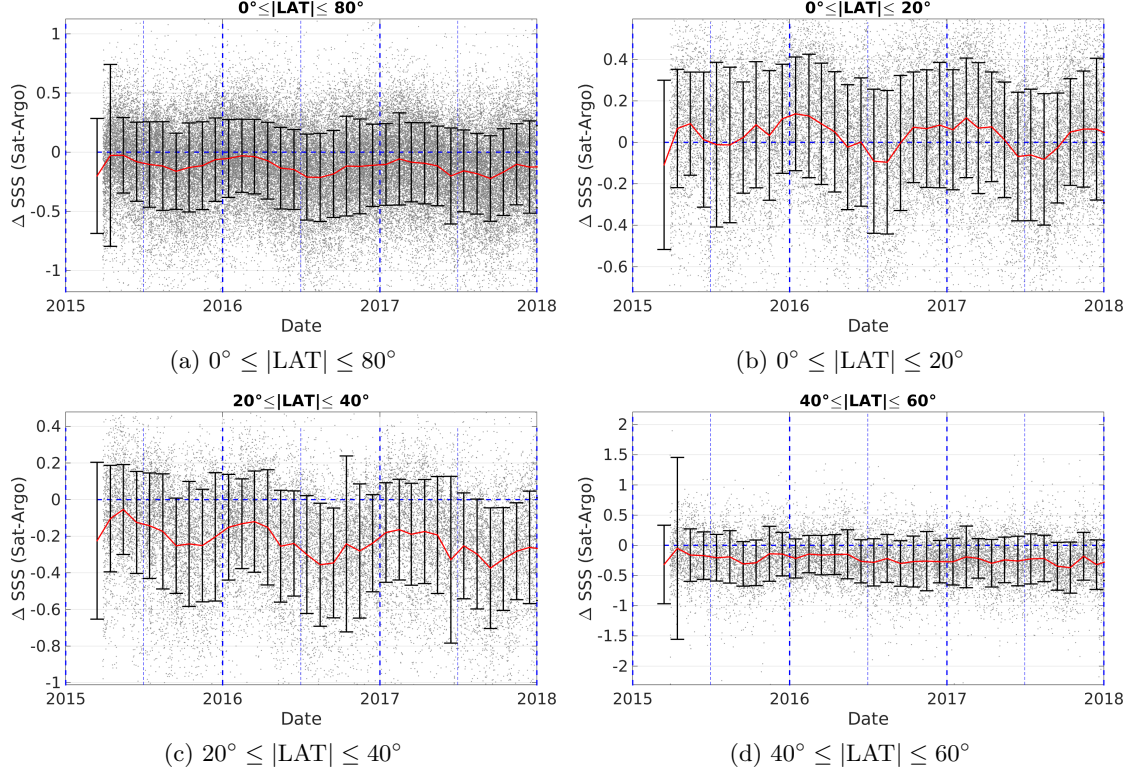 0°≤|LAT|≤ 80°
1
0.5
0
-0.5
-1
Δ SSS (Sat-Argo)
2015 2016 2017 2018
Date
(a) 0° ≤ |LAT| ≤ 80°
0°≤|LAT|≤ 20°
0.4
0.2
0
-0.2
-0.4
-0.6
Δ SSS (Sat-Argo)
2015 2016 2017 2018
Date
(b) 0° ≤ |LAT| ≤ 20°
20°≤|LAT|≤ 40°
0.4
0.2
0
-0.2
-0.4
-0.6
-0.8
-1
Δ SSS (Sat-Argo)
2015 2016 2017 2018
Date
(c) 20° ≤ |LAT| ≤ 40°
40°≤|LAT|≤ 60°
2
1.5
1
0.5
0
-0.5
-1
-1.5
-2
Δ SSS (Sat-Argo)
2015 2016 2017 2018
Date
(d) 40° ≤ |LAT| ≤ 60°